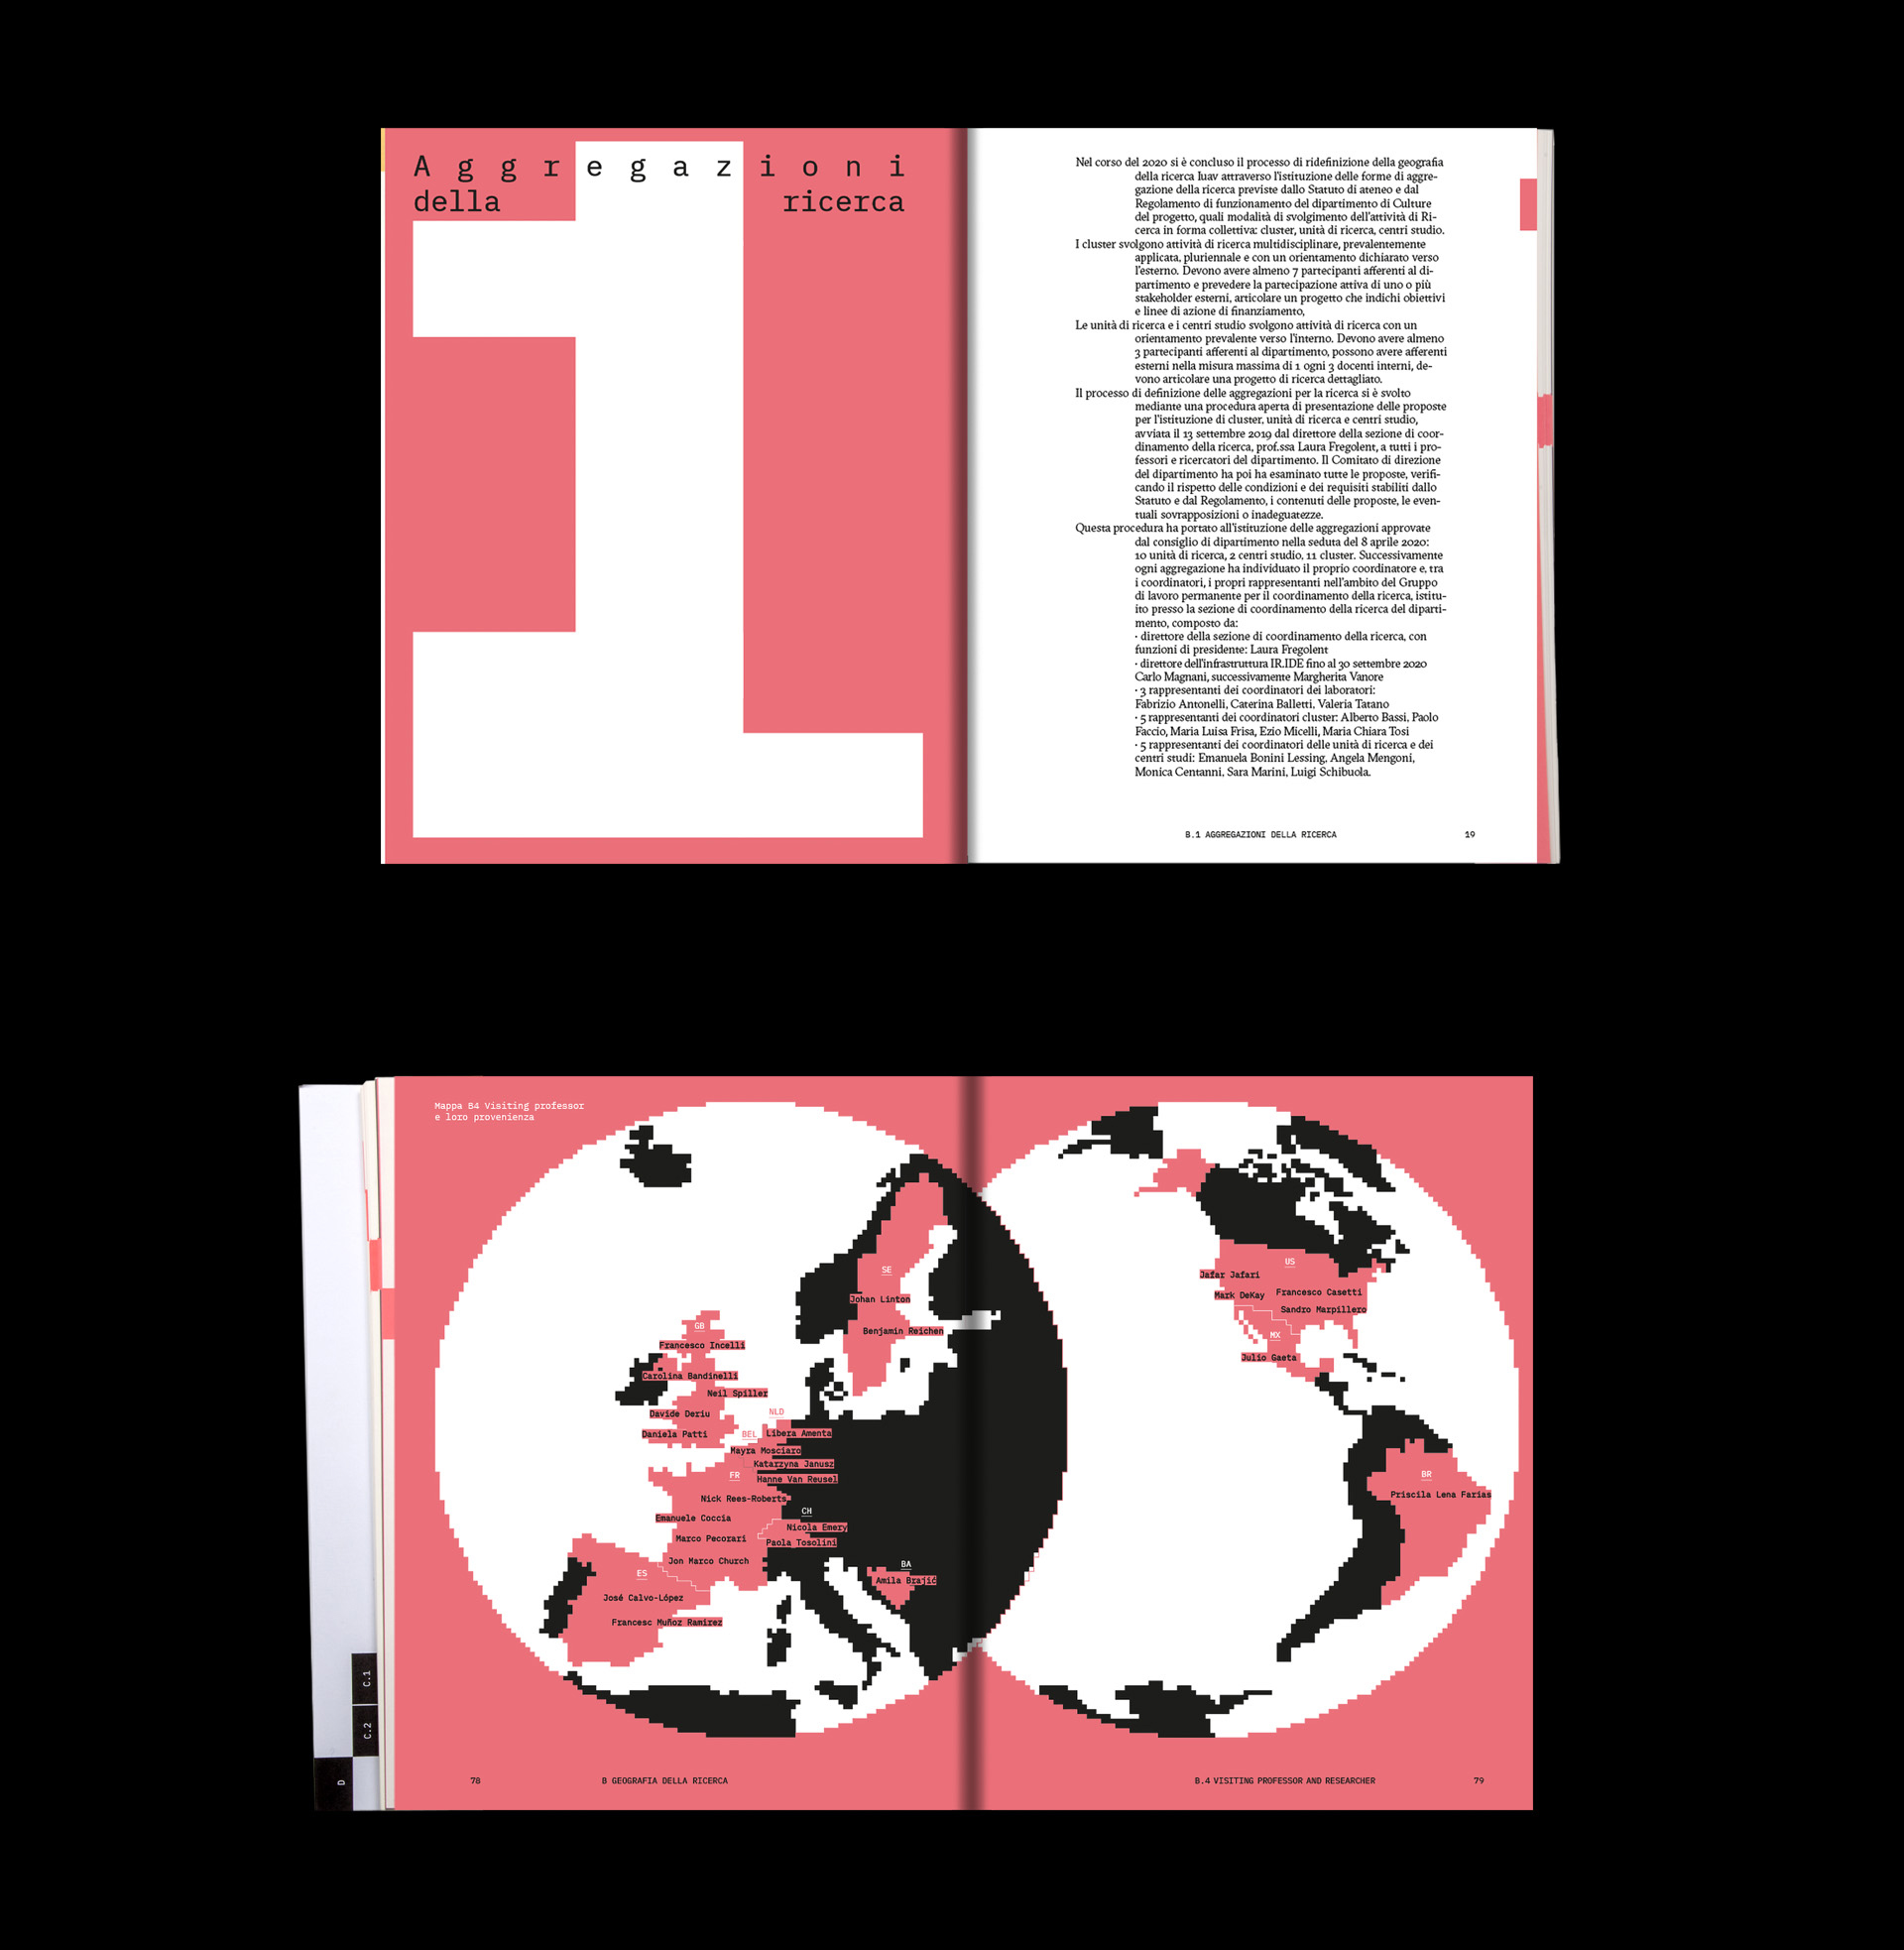 Aggregazioni
della ricerca
1
Nel corso del 2020 si è concluso il processo di ridefinizione della geografia
della ricerca Iuav attraverso l'istituzione delle forme di aggre-
gazione della ricerca previste dallo Statuto di ateneo e dal
Regolamento di funzionamento del dipartimento di Culture
del progetto, quali modalità di svolgimento dell'attività di Ri-
cerca in forma collettiva: cluster, unità di ricerca, centri studio.
I cluster svolgono attività di ricerca multidisciplinare, prevalentemente
applicata, pluriennale e con un orientamento dichiarato verso
l'esterno. Devono avere almeno 7 partecipanti afferenti al di-
partimento e prevedere la partecipazione attiva di uno o più
stakeholder esterni, articolare un progetto che indichi obiettivi
e linee di azione di finanziamento,
Le unità di ricerca e i centri studio svolgono attività di ricerca con un
orientamento prevalente verso l'interno. Devono avere almeno
3 partecipanti afferenti al dipartimento, possono avere afferenti
esterni nella misura massima di 1 ogni 3 docenti interni, de-
vono articolare una progetto di ricerca dettagliato.
Il processo di definizione delle aggregazioni per la ricerca si è svolto
mediante una procedura aperta di presentazione delle proposte
per l'istituzione di cluster, unità di ricerca e centri studio,
avviata il 13 settembre 2019 dal direttore della sezione di coor-
dinamento della ricerca, prof.ssa Laura Fregolent, a tutti i pro-
fessori e ricercatori del dipartimento. Il Comitato di direzione
del dipartimento ha poi ha esaminato tutte le proposte, verifi-
cando il rispetto delle condizioni e dei requisiti stabiliti dallo
Statuto e dal Regolamento, i contenuti delle proposte, le even-
tuali sovrapposizioni o inadeguatezze.
Questa procedura ha portato all'istituzione delle aggregazioni approvate
dal consiglio di dipartimento nella seduta del 8 aprile 2020:
10 unità di ricerca, 2 centri studio, 11 cluster. Successivamente
ogni aggregazione ha individuato il proprio coordinatore e, tra
i coordinatori, i propri rappresentanti nell'ambito del Gruppo
di lavoro permanente per il coordinamento della ricerca, istitu-
ito presso la sezione di coordinamento della ricerca del diparti-
mento, composto da:
· direttore della sezione di coordinamento della ricerca, con
funzioni di presidente: Laura Fregolent
· direttore dell'infrastruttura IR.IDE fino al 30 settembre 2020
Carlo Magnani, successivamente Margherita Vanore
· 3 rappresentanti dei coordinatori dei laboratori:
Fabrizio Antonelli, Caterina Balletti, Valeria Tatano
· 5 rappresentanti dei coordinatori cluster: Alberto Bassi, Paolo
Faccio, Maria Luisa Frisa, Ezio Micelli, Maria Chiara Tosi
· 5 rappresentanti dei coordinatori delle unità di ricerca e dei
centri studi: Emanuela Bonini Lessing, Angela Mengoni,
Monica Centanni, Sara Marini, Luigi Schibuola.
B.1 AGGREGAZIONI DELLA RICERCA 19
Mappa B4 Visiting professor
e loro provenienza
SE
Johan Linton
Benjamin Reichen
GB
Francesco Incelli
Carolina Bandinelli
Neil Spiller
Davide Deriu
Daniela Patti
NLD
Libera Amenta
BEL
Mayra Mosciaro
Katarzyna Janusz
Hanne Van Reusel
FR
Nick Rees-Roberts
Emanuele Coccia
Marco Pecorari
Jon Marco Church
CH
Nicola Emery
Paola Tosolini
BA
Amila Brajić
ES
José Calvo-López
Francesc Muñoz Ramirez
US
Jafar Jafari
Mark DeKay
Francesco Casetti
Sandro Marpillero
MX
Julio Gaeta
BR
Priscila Lena Farias
C.1
C.2
D
78 B GEOGRAFIA DELLA RICERCA
B.4 VISITING PROFESSOR AND RESEARCHER 79